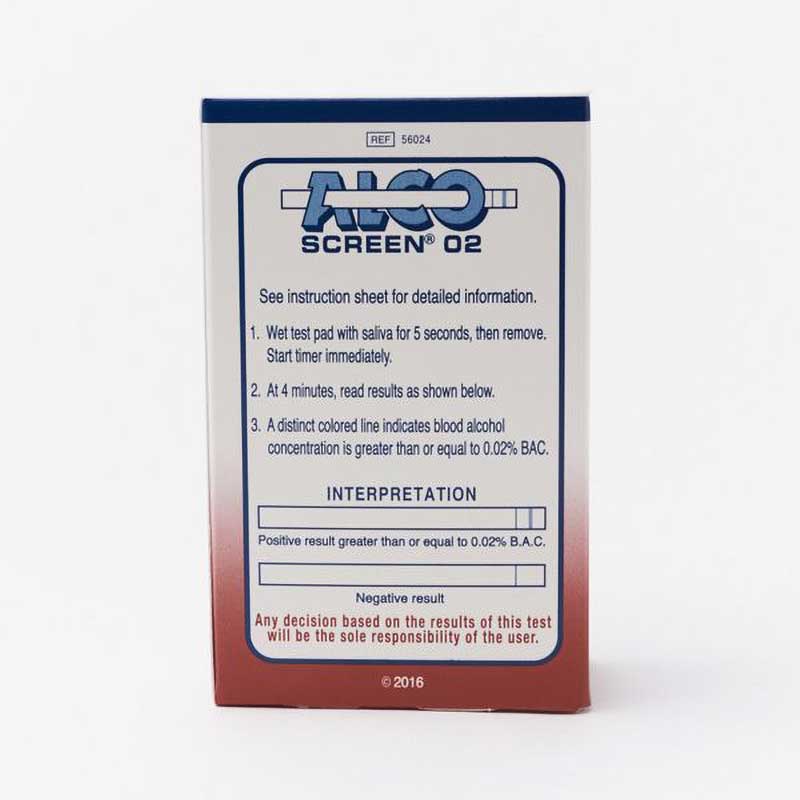 REF 56024
ALCO
SCREEN® 02
See instruction sheet for detailed information.
1. Wet test pad with saliva for 5 seconds, then remove.
Start timer immediately.
2. At 4 minutes, read results as shown below.
3. A distinct colored line indicates blood alcohol
concentration is greater than or equal to 0.02% BAC.
INTERPRETATION
Positive result greater than or equal to 0.02% B.A.C.
Negative result
Any decision based on the results of this test
will be the sole responsibility of the user.
© 2016